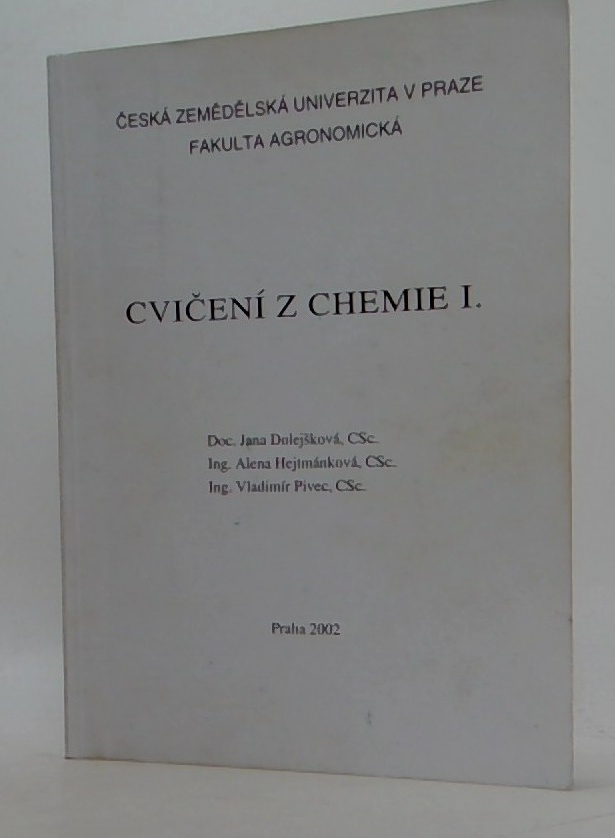 ČESKÁ ZEMĚDĚLSKÁ UNIVERZITA V PRAZE
FAKULTA AGRONOMICKÁ
CVIČENÍ Z CHEMIE I.
Doc. Jana Dolejšková, CSc.
Ing. Alena Hejtmánková, CSc.
Ing. Vladimír Pivec, CSc.
Praha 2002